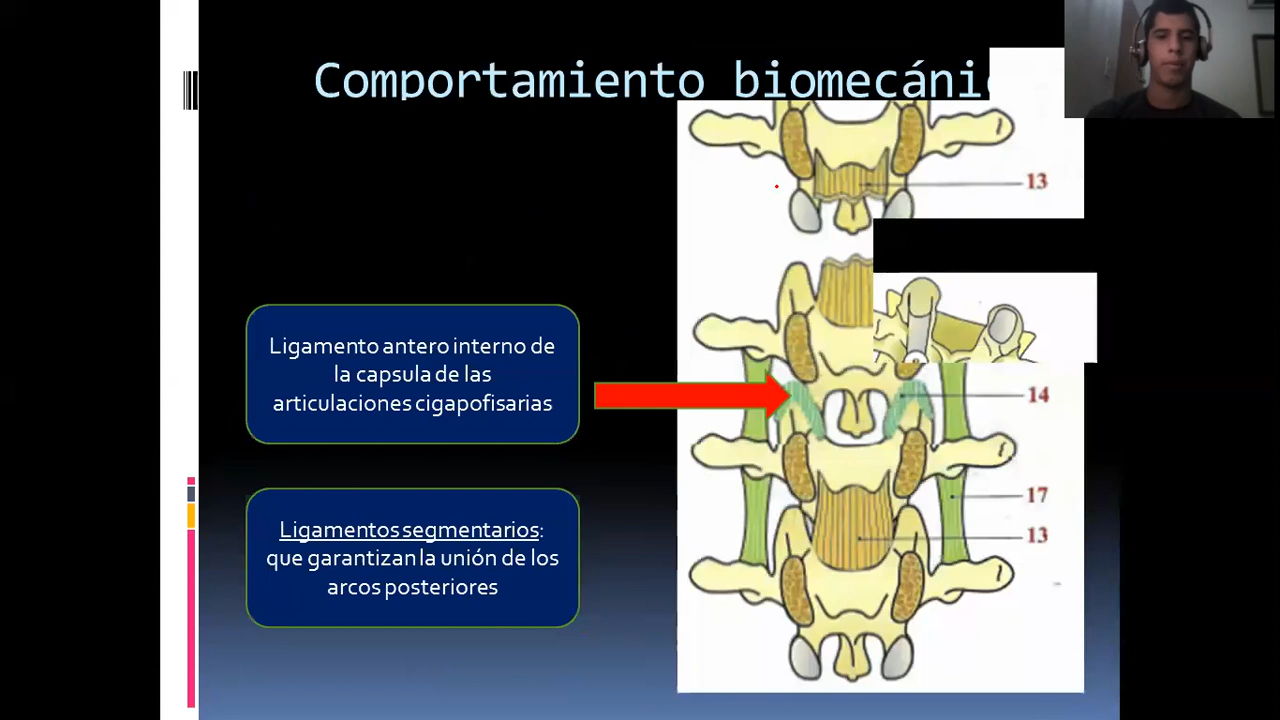 Comportamiento biomecáni
13
Ligamento antero interno de
la capsula de las
articulaciones cigapofisarias
14
17
Ligamentos segmentarios:
que garantizan la unión de los
arcos posteriores
13